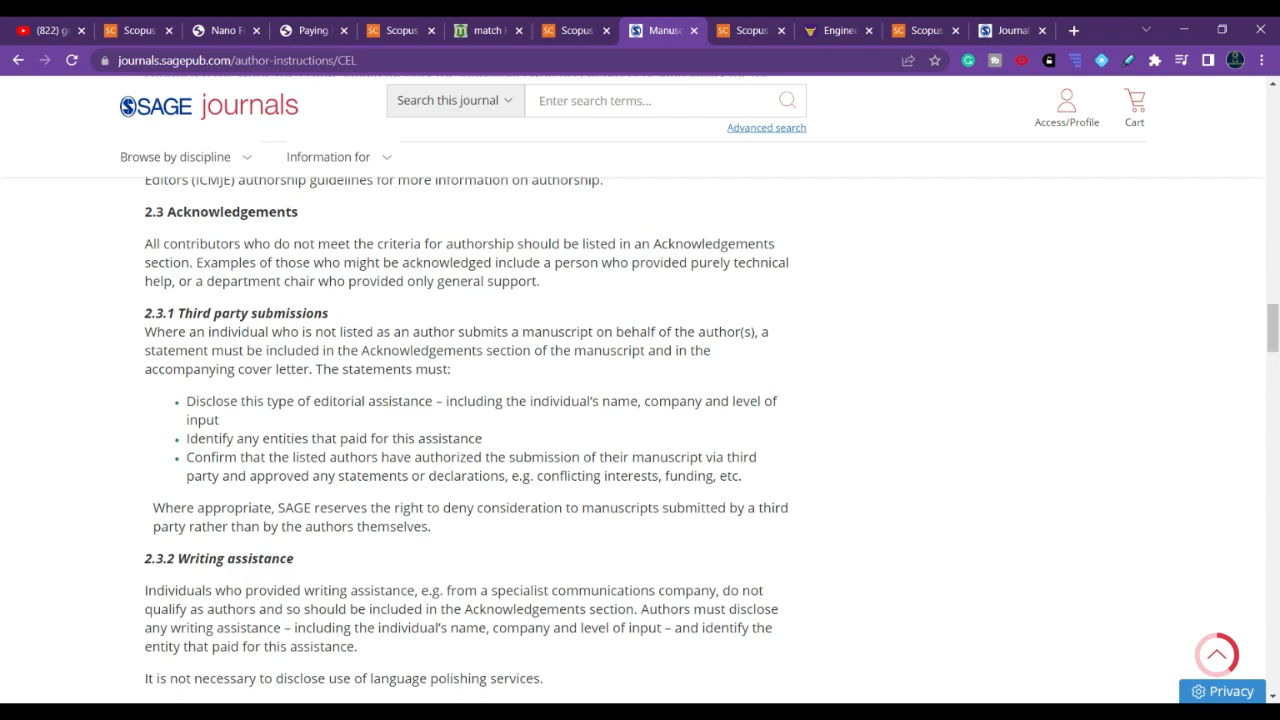 (822) g
Scopus
Nano F
Paying
Scopus
match
Scopus
Manusc
Scopus
Engine
Scopus
Journal
journals.sagepub.com/author-instructions/CEL
SAGE journals
Search this journal
Enter search terms...
Advanced search
Access/Profile
Cart
Browse by discipline
Information for
Editors (ICMJE) authorship guidelines for more information on authorship.
2.3 Acknowledgements
All contributors who do not meet the criteria for authorship should be listed in an Acknowledgements
section. Examples of those who might be acknowledged include a person who provided purely technical
help, or a department chair who provided only general support.
2.3.1 Third party submissions
Where an individual who is not listed as an author submits a manuscript on behalf of the author(s), a
statement must be included in the Acknowledgements section of the manuscript and in the
accompanying cover letter. The statements must:
• Disclose this type of editorial assistance – including the individual's name, company and level of
input
• Identify any entities that paid for this assistance
• Confirm that the listed authors have authorized the submission of their manuscript via third
party and approved any statements or declarations, e.g. conflicting interests, funding, etc.
Where appropriate, SAGE reserves the right to deny consideration to manuscripts submitted by a third
party rather than by the authors themselves.
2.3.2 Writing assistance
Individuals who provided writing assistance, e.g. from a specialist communications company, do not
qualify as authors and so should be included in the Acknowledgements section. Authors must disclose
any writing assistance – including the individual's name, company and level of input – and identify the
entity that paid for this assistance.
It is not necessary to disclose use of language polishing services.
Privacy